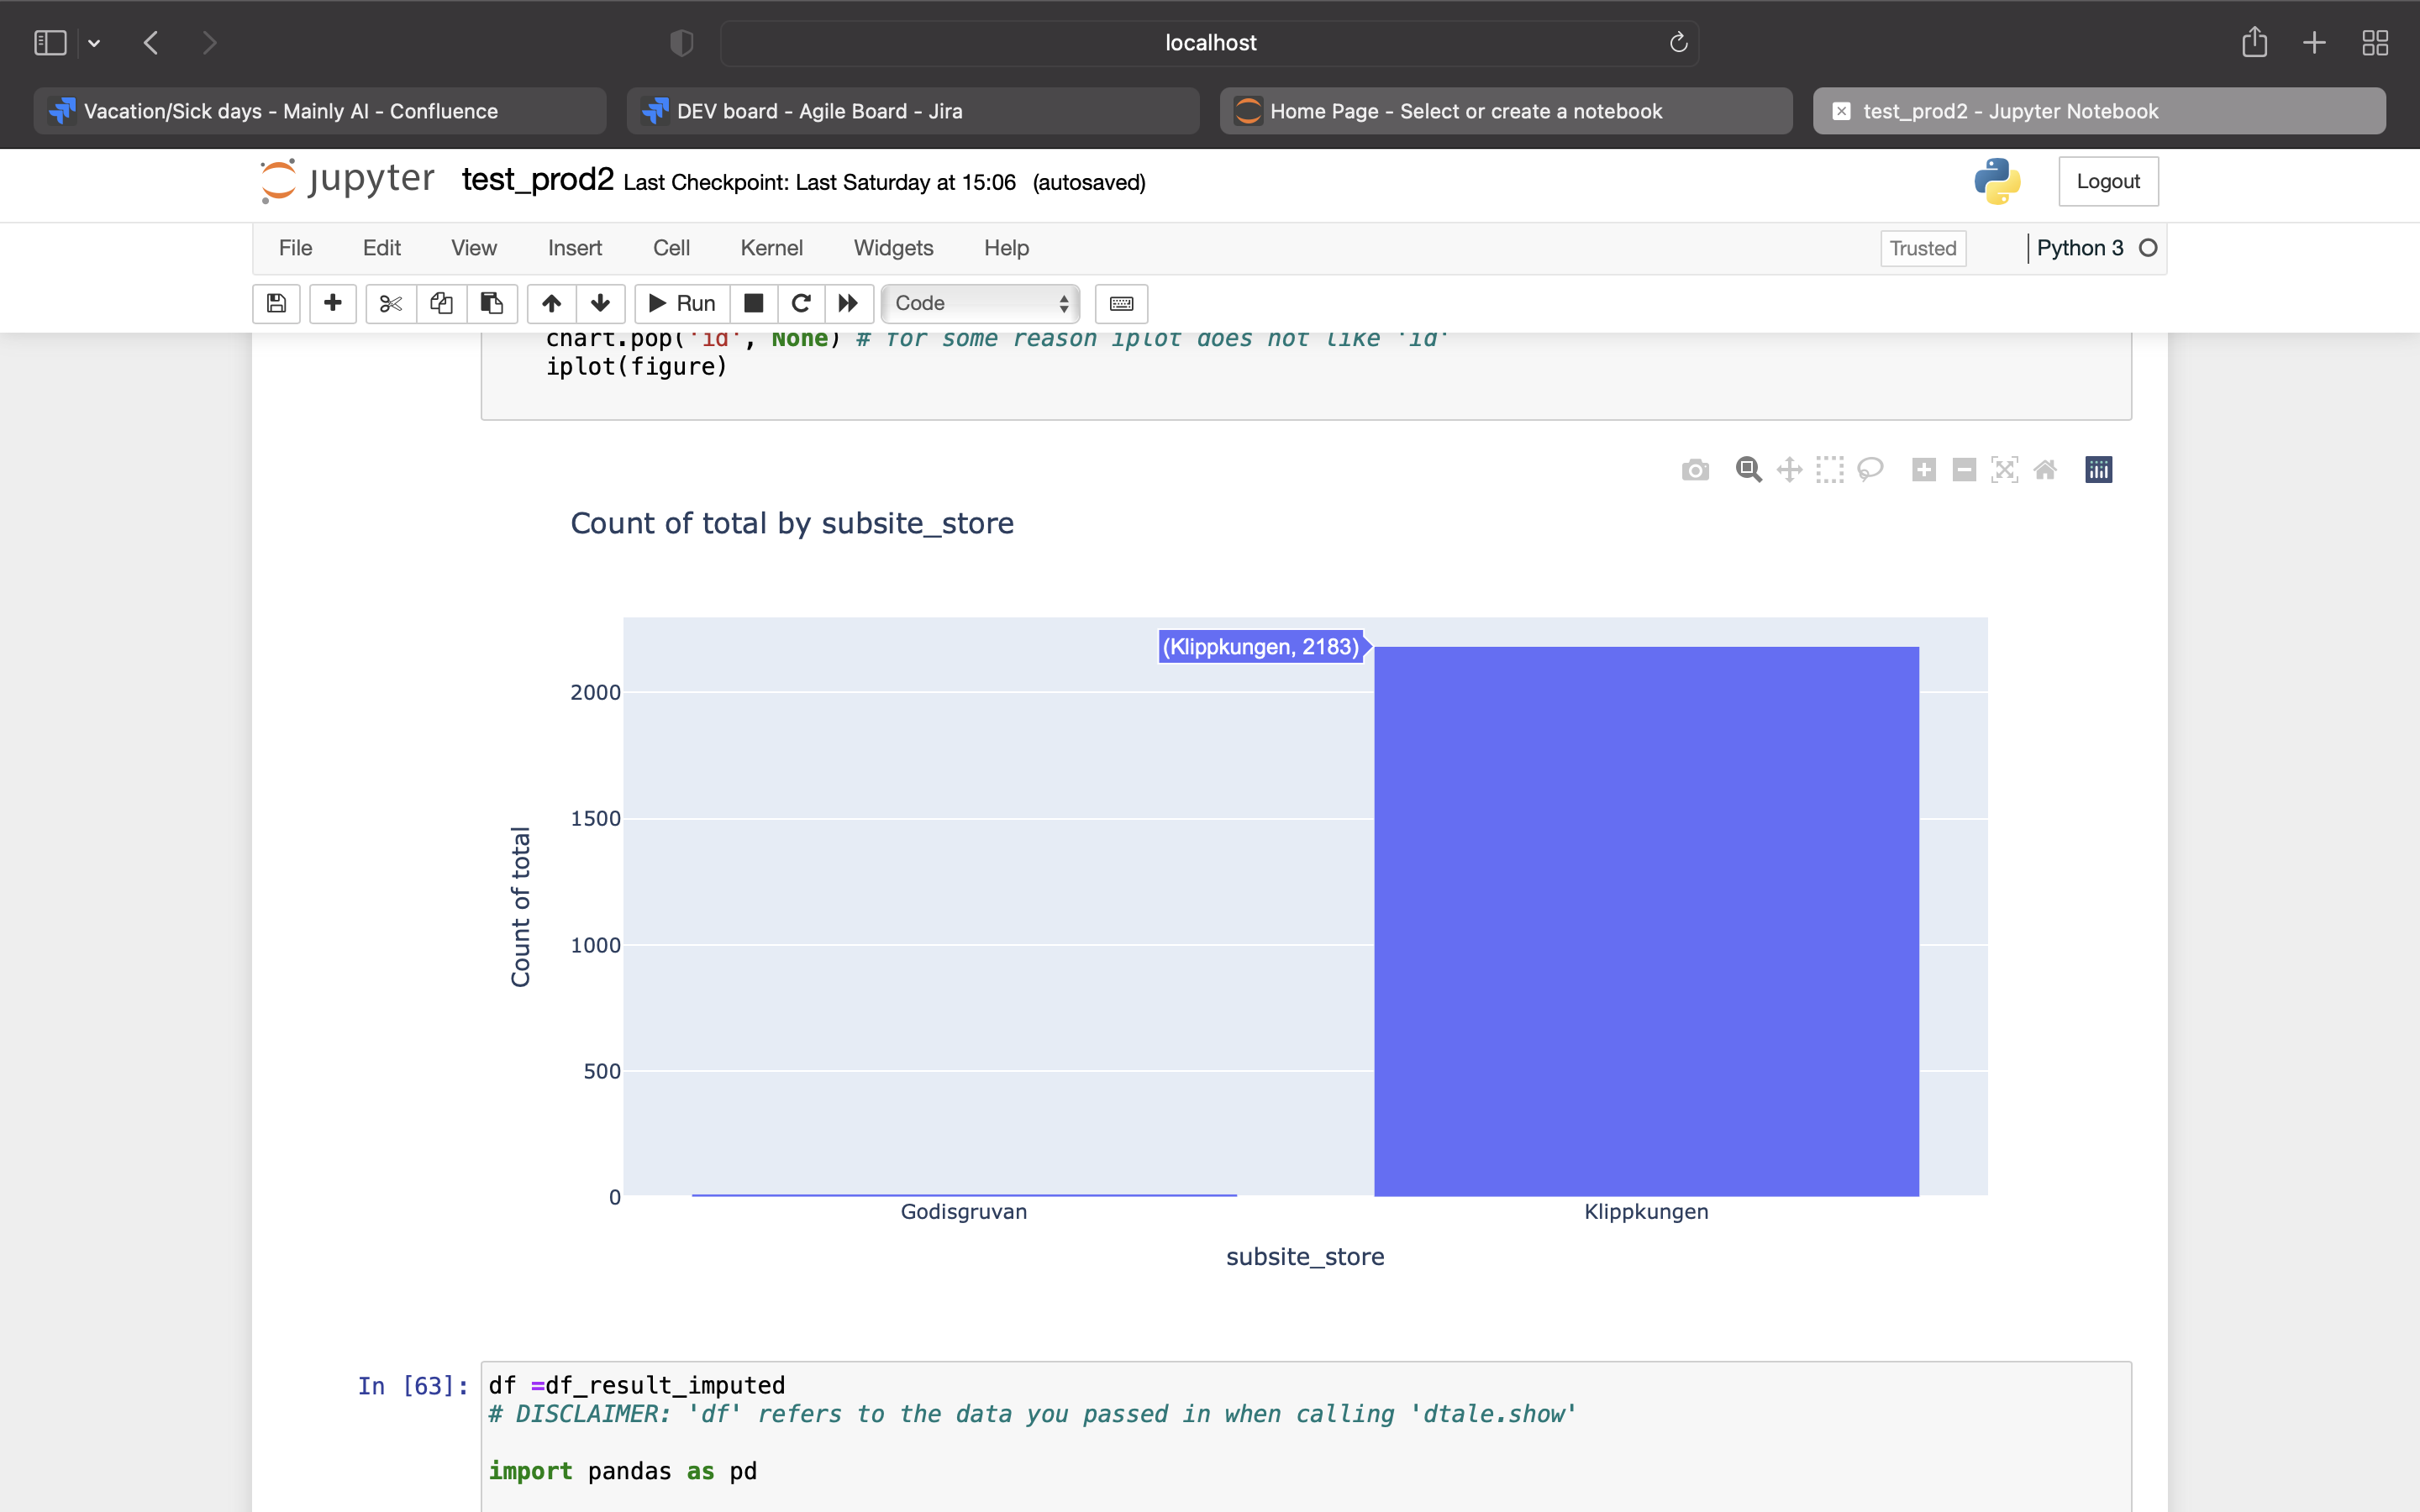 localhost
Vacation/Sick days - Mainly AI - Confluence
DEV board - Agile Board - Jira
Home Page - Select or create a notebook
test_prod2 - Jupyter Notebook
jupyter test_prod2 Last Checkpoint: Last Saturday at 15:06 (autosaved)
Logout
File Edit View Insert Cell Kernel Widgets Help
Trusted
Python 3
Run
Code
chart.pop('id', None) # for some reason iplot does not like 'id'
iplot(figure)
Count of total by subsite_store
(Klippkungen, 2183)
2000
1500
1000
500
0
Count of total
Godisgruvan
Klippkungen
subsite_store
In [63]: df =df_result_imputed
# DISCLAIMER: 'df' refers to the data you passed in when calling 'dtale.show'
import pandas as pd